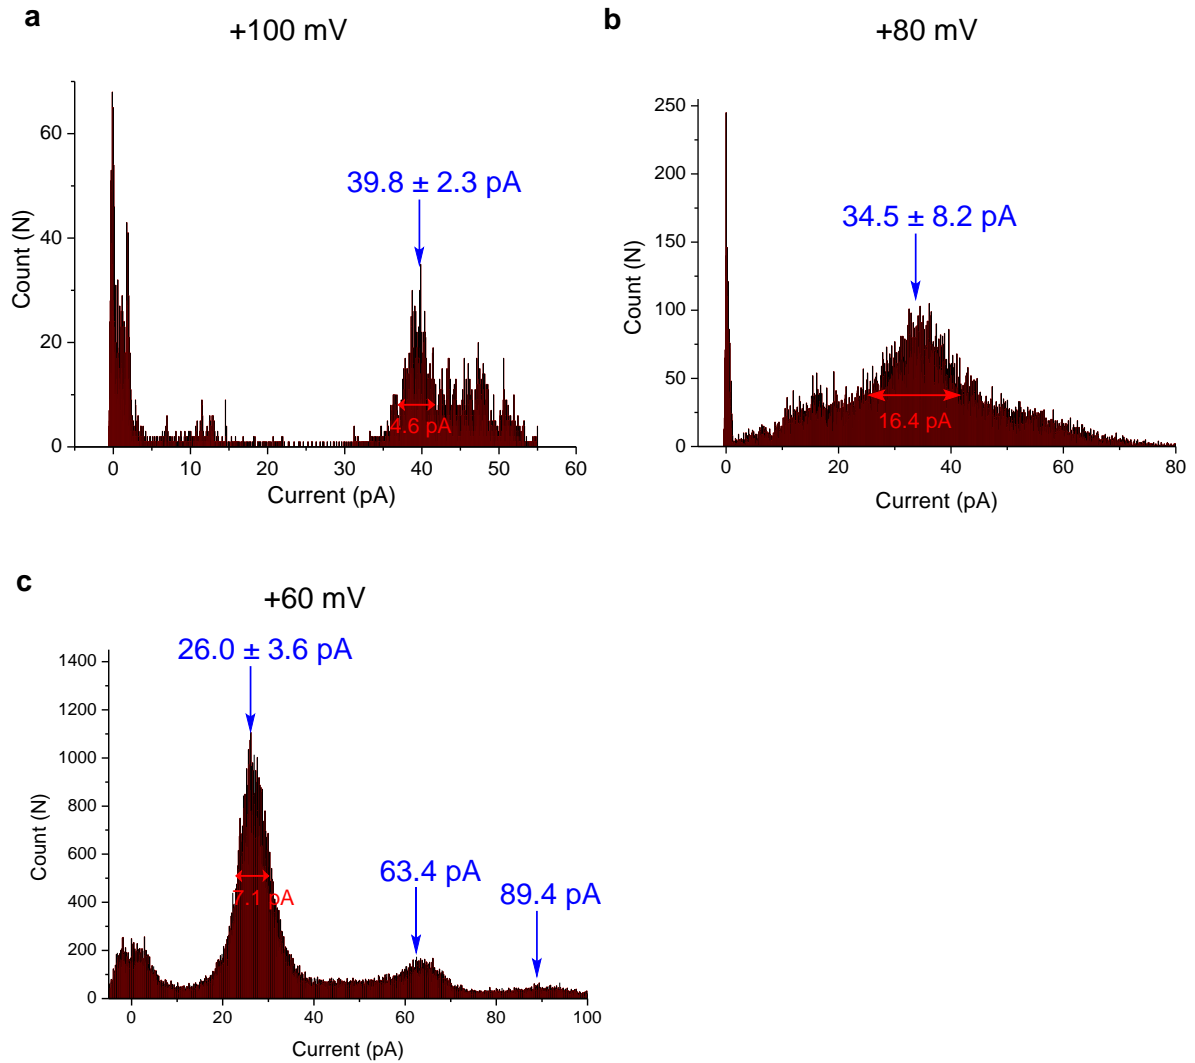 a
+100 mV
60
40
20
0
Count (N)
39.8 ± 2.3 pA
4.6 pA
0 10 20 30 40 50 60
Current (pA)
b
+80 mV
250
200
150
100
50
0
Count (N)
34.5 ± 8.2 pA
16.4 pA
0 20 40 60 80
Current (pA)
c
+60 mV
1400
1200
1000
800
600
400
200
0
Count (N)
26.0 ± 3.6 pA
7.1 pA
63.4 pA
89.4 pA
0 20 40 60 80 100
Current (pA)